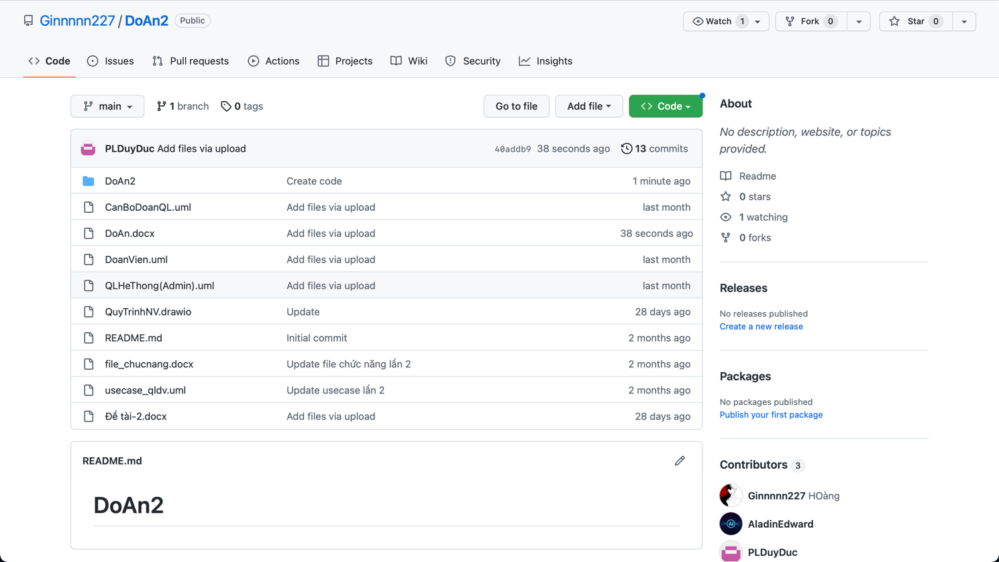 Ginnnnn227 / DoAn2 Public
Watch 1
Fork 0
Star 0
Code Issues Pull requests Actions Projects Wiki Security Insights
main 1 branch 0 tags
Go to file Add file Code
PLDuyDuc Add files via upload 40addb9 38 seconds ago 13 commits
DoAn2 Create code 1 minute ago
CanBoDoanQL.uml Add files via upload last month
DoAn.docx Add files via upload 38 seconds ago
DoanVien.uml Add files via upload last month
QLHeThong(Admin).uml Add files via upload last month
QuyTrinhNV.drawio Update 28 days ago
README.md Initial commit 2 months ago
file_chucnang.docx Update file chức năng lần 2 2 months ago
usecase_qldv.uml Update usecase lần 2 2 months ago
Đề tài-2.docx Add files via upload 28 days ago
README.md
DoAn2
About
No description, website, or topics
provided.
Readme
0 stars
1 watching
0 forks
Releases
No releases published
Create a new release
Packages
No packages published
Publish your first package
Contributors 3
Ginnnnn227 HOàng
AI
AladinEdward
PLDuyDuc